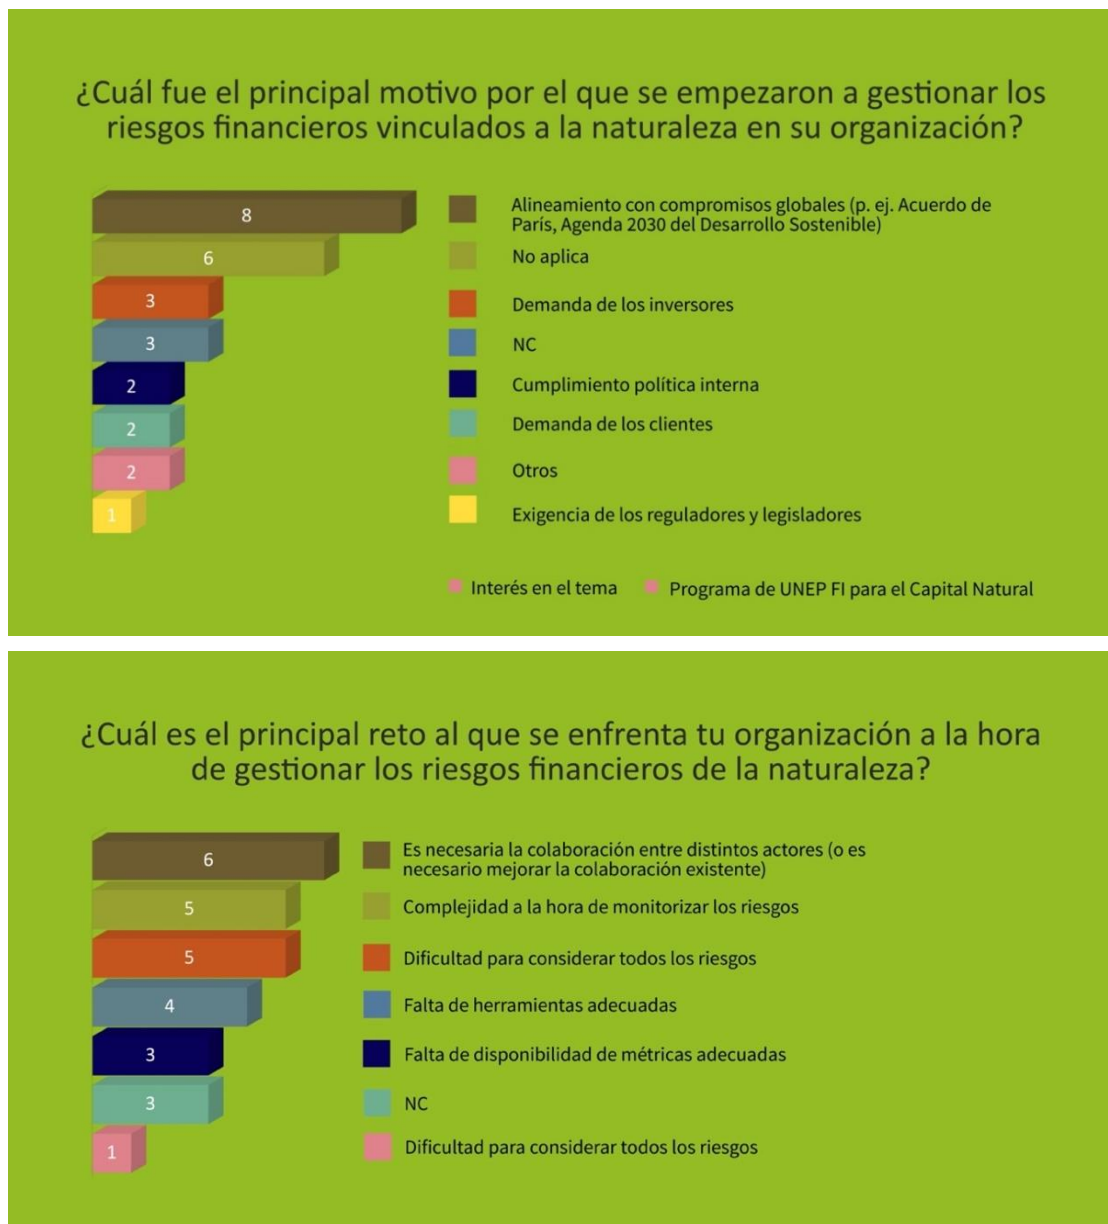 ¿Cuál fue el principal motivo por el que se empezaron a gestionar los
riesgos financieros vinculados a la naturaleza en su organización?
8
Alineamiento con compromisos globales (p. ej. Acuerdo de
París, Agenda 2030 del Desarrollo Sostenible)
6
No aplica
3
Demanda de los inversores
3
NC
2
Cumplimiento política interna
2
Demanda de los clientes
2
Otros
1
Exigencia de los reguladores y legisladores
Interés en el tema
Programa de UNEP FI para el Capital Natural
¿Cuál es el principal reto al que se enfrenta tu organización a la hora
de gestionar los riesgos financieros de la naturaleza?
6
Es necesaria la colaboración entre distintos actores (o es
necesario mejorar la colaboración existente)
5
Complejidad a la hora de monitorizar los riesgos
5
Dificultad para considerar todos los riesgos
4
Falta de herramientas adecuadas
3
Falta de disponibilidad de métricas adecuadas
3
NC
1
Dificultad para considerar todos los riesgos